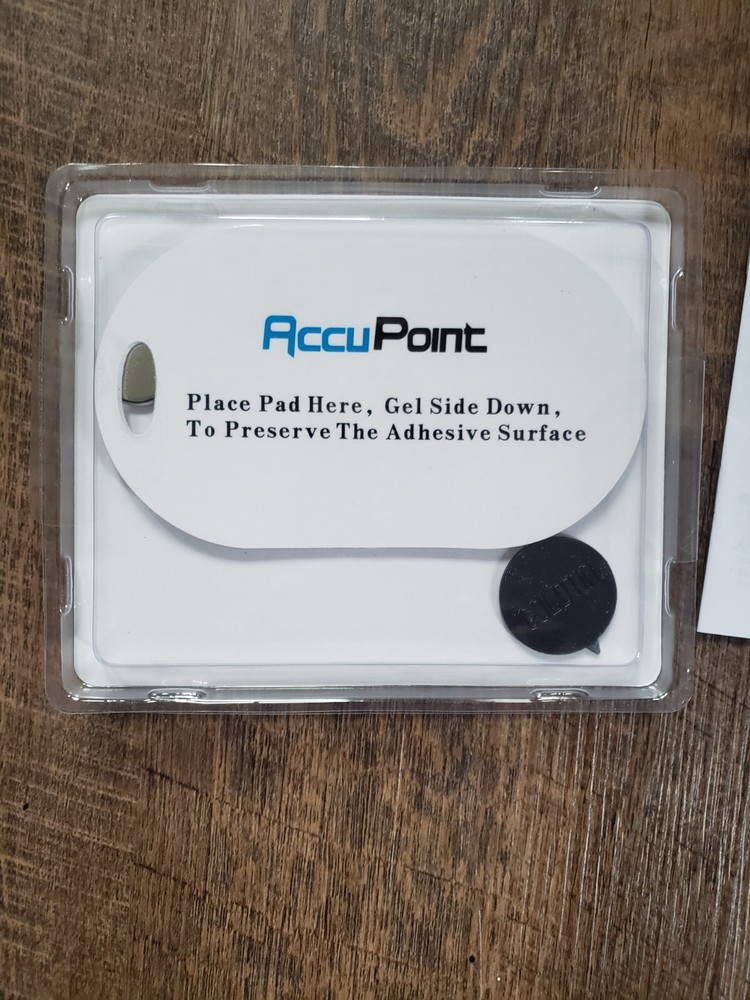 AccuPoint
Place Pad Here, Gel Side Down,
To Preserve The Adhesive Surface